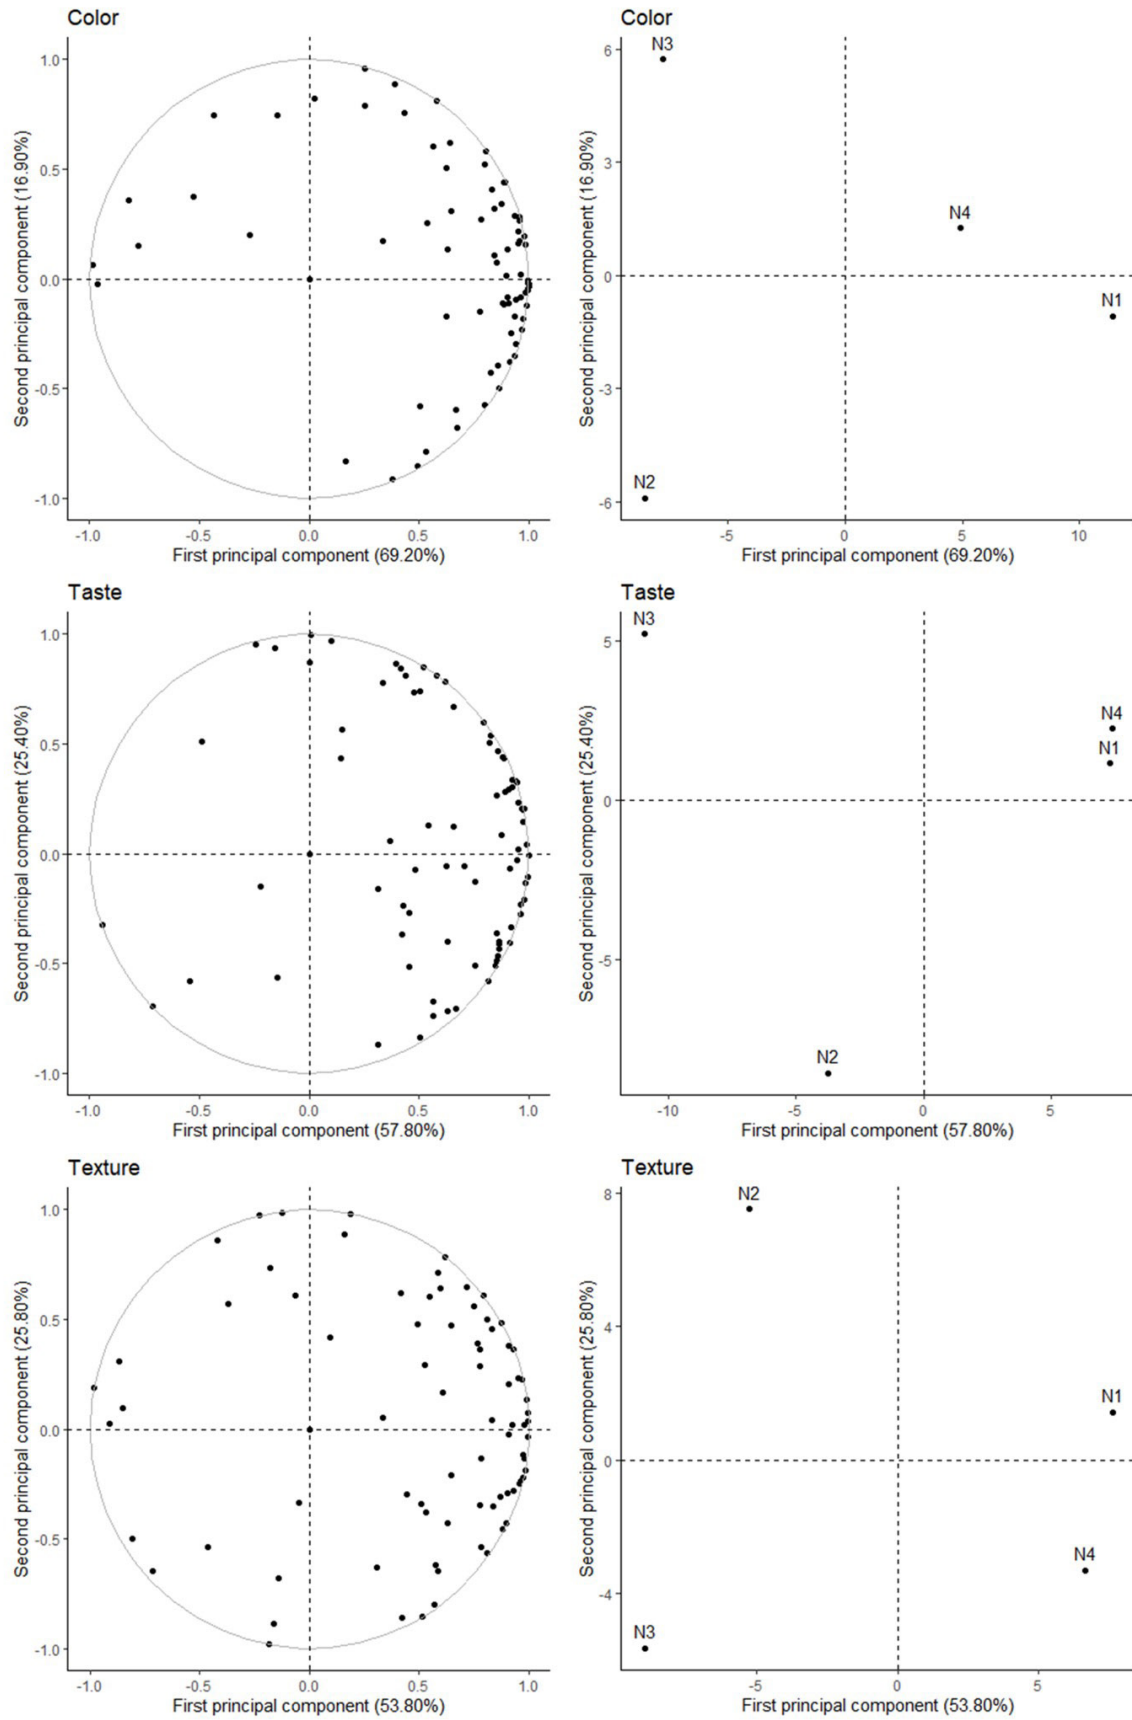 Color
Second principal component (16.90%)
1.0
0.5
0.0
-0.5
-1.0
-1.0 -0.5 0.0 0.5 1.0
First principal component (69.20%)
Color
Second principal component (16.90%)
6
3
0
-3
-6
N3
N4
N1
N2
-5 0 5 10
First principal component (69.20%)
Taste
Second principal component (25.40%)
1.0
0.5
0.0
-0.5
-1.0
-1.0 -0.5 0.0 0.5 1.0
First principal component (57.80%)
Taste
Second principal component (25.40%)
5
0
-5
N3
N4
N1
N2
-10 -5 0 5
First principal component (57.80%)
Texture
Second principal component (25.80%)
1.0
0.5
0.0
-0.5
-1.0
-1.0 -0.5 0.0 0.5 1.0
First principal component (53.80%)
Texture
Second principal component (25.80%)
8
4
0
-4
N2
N1
N4
N3
-5 0 5
First principal component (53.80%)